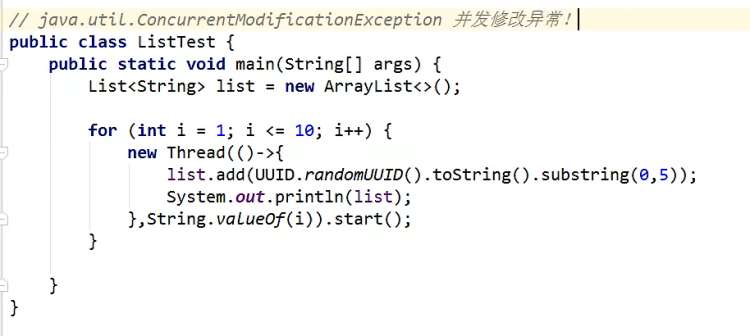 // java.util.ConcurrentModificationException 并发修改异常!
public class ListTest {
    public static void main(String[] args) {
        List<String> list = new ArrayList<>();
        for (int i = 1; i <= 10; i++) {
            new Thread(()->{
                list.add(UUID.randomUUID().toString().substring(0,5));
                System.out.println(list);
            },String.valueOf(i)).start();
        }
    }
}